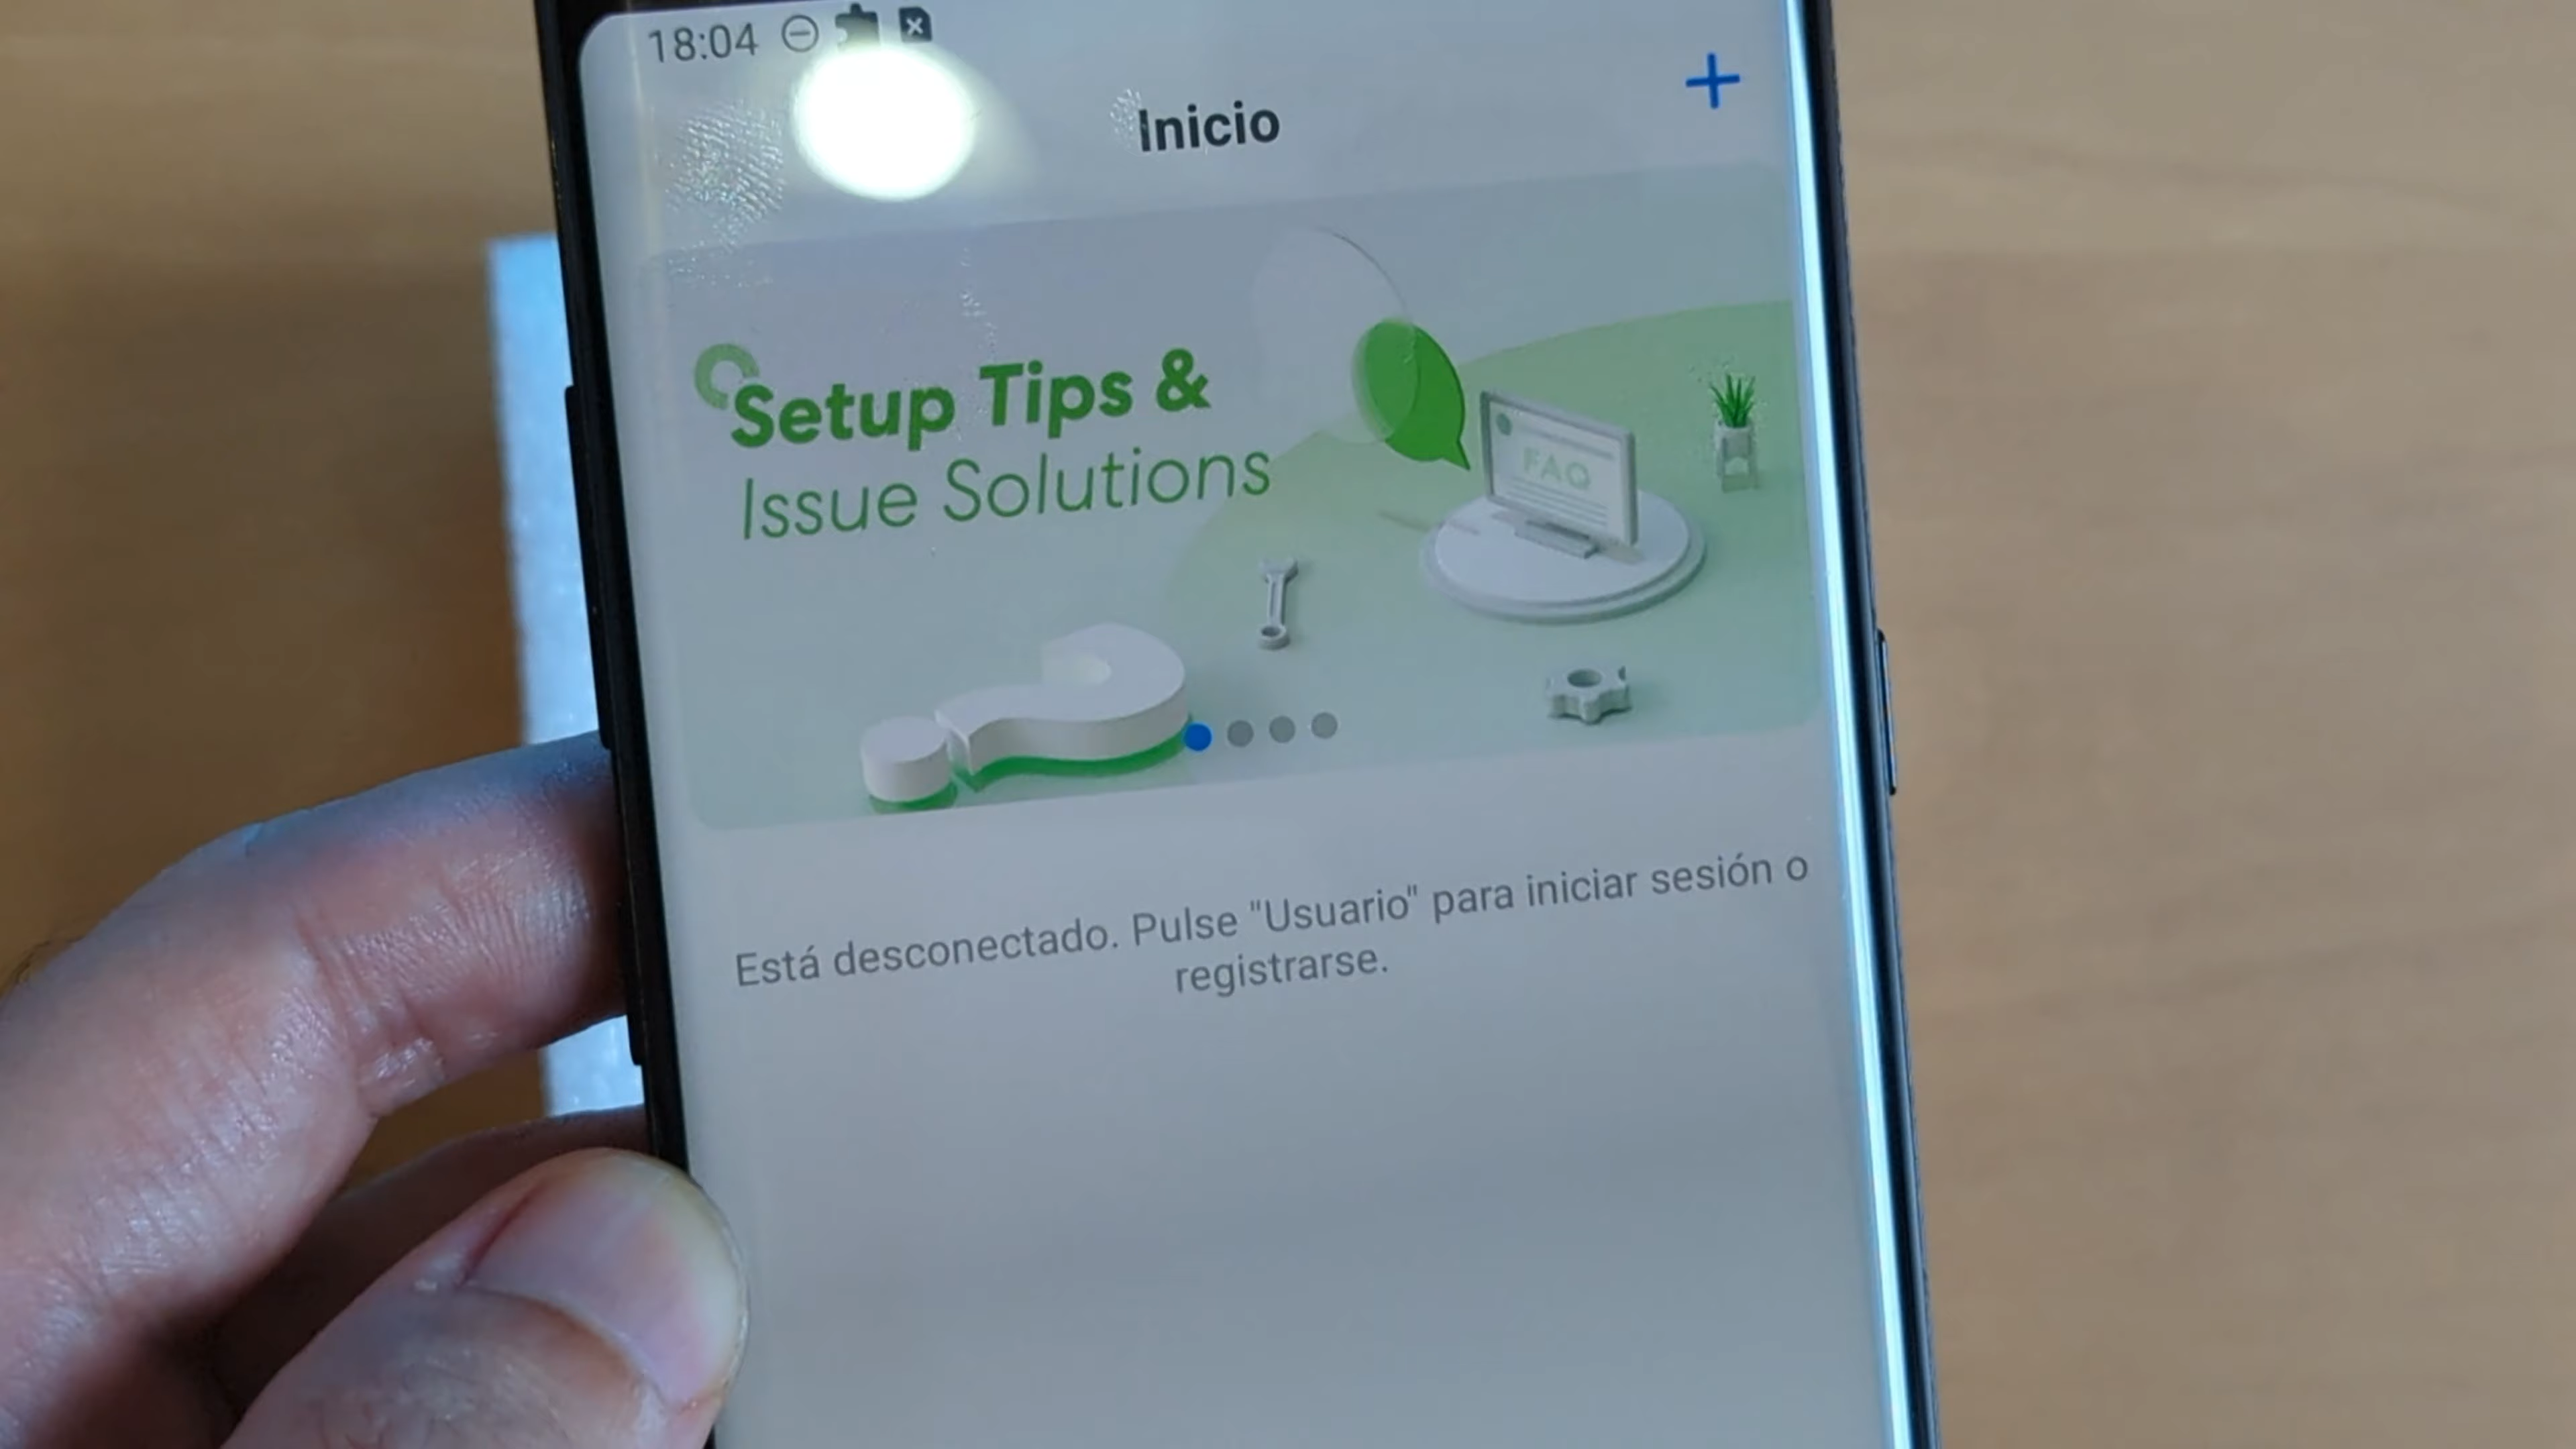 18:04
Inicio
Setup Tips &
Issue Solutions
FAQ
Está desconectado. Pulse "Usuario" para iniciar sesión o
registrarse.